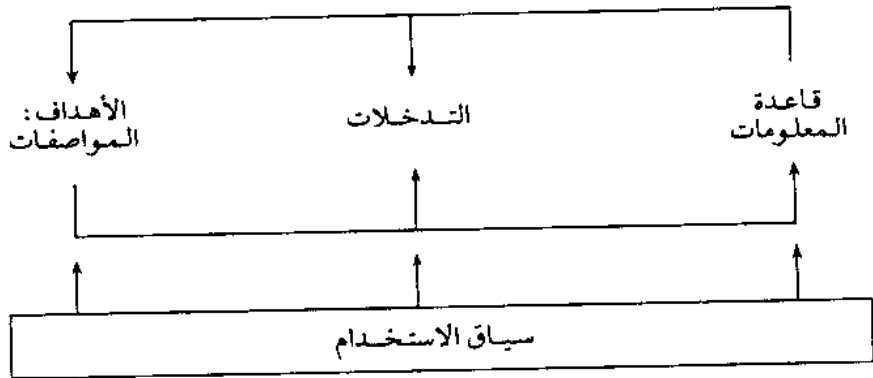 قاعدة
المعلومات
التدخلات
الأهداف:
المواصفات
سياق الاستخدام